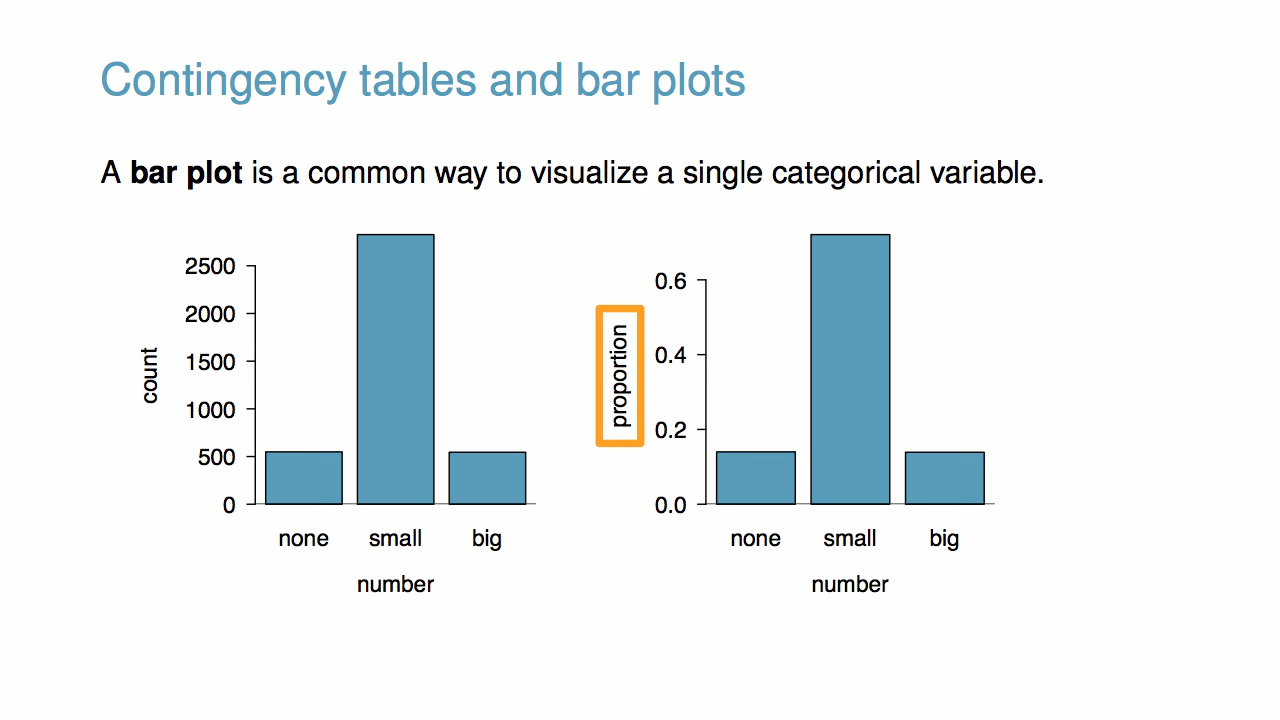 Contingency tables and bar plots
A bar plot is a common way to visualize a single categorical variable.
2500
2000
1500
1000
500
0
count
none small big
number
0.6
0.4
0.2
0.0
proportion
none small big
number